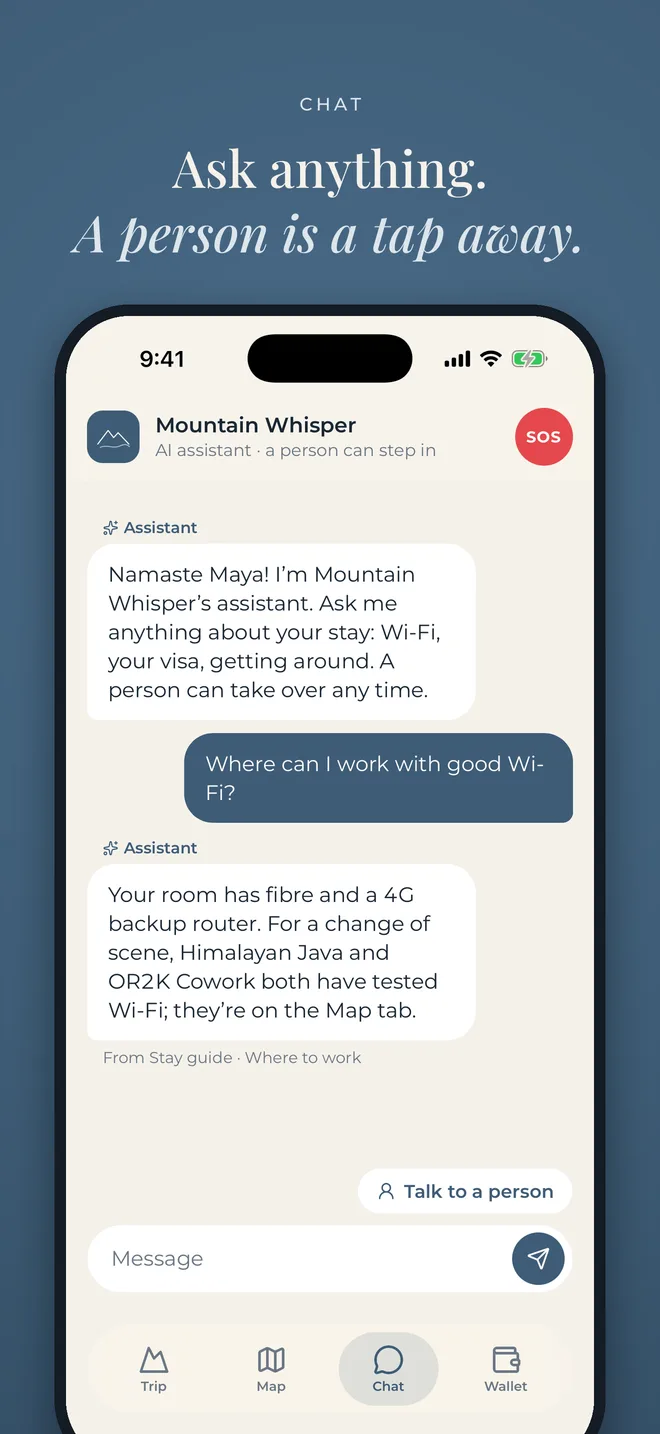 CHAT
Ask anything.
A person is a tap away.
9:41
Mountain Whisper
AI assistant · a person can step in
SOS
Assistant
Namaste Maya! I’m Mountain
Whisper’s assistant. Ask me
anything about your stay: Wi-Fi,
your visa, getting around. A
person can take over any time.
Where can I work with good Wi-
Fi?
Assistant
Your room has fibre and a 4G
backup router. For a change of
scene, Himalayan Java and
OR2K Cowork both have tested
Wi-Fi; they’re on the Map tab.
From Stay guide · Where to work
Talk to a person
Message
Trip
Map
Chat
Wallet